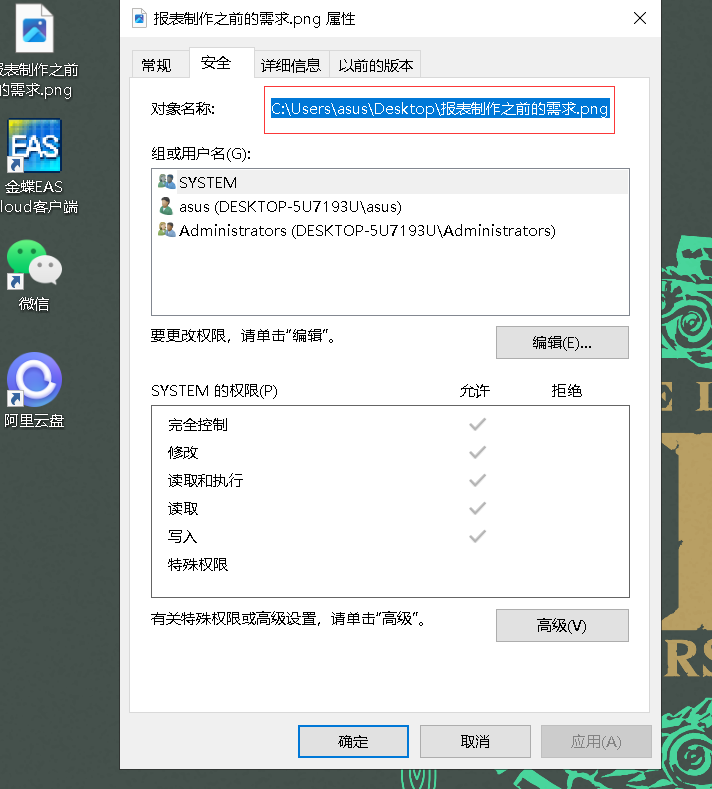 报表制作之前的需求.png 属性
常规
安全
详细信息
以前的版本
对象名称:
C:\Users\asus\Desktop\报表制作之前的需求.png
组或用户名(G):
SYSTEM
asus (DESKTOP-5U7193U\asus)
Administrators (DESKTOP-5U7193U\Administrators)
要更改权限，请单击"编辑"。
编辑(E)...
SYSTEM 的权限(P)
允许
拒绝
完全控制
修改
读取和执行
读取
写入
特殊权限
有关特殊权限或高级设置，请单击"高级"。
高级(V)
确定
取消
应用(A)
报表制作之前
的需求.png
EAS
金蝶EAS
loud客户端
微信
阿里云盘
E
RS